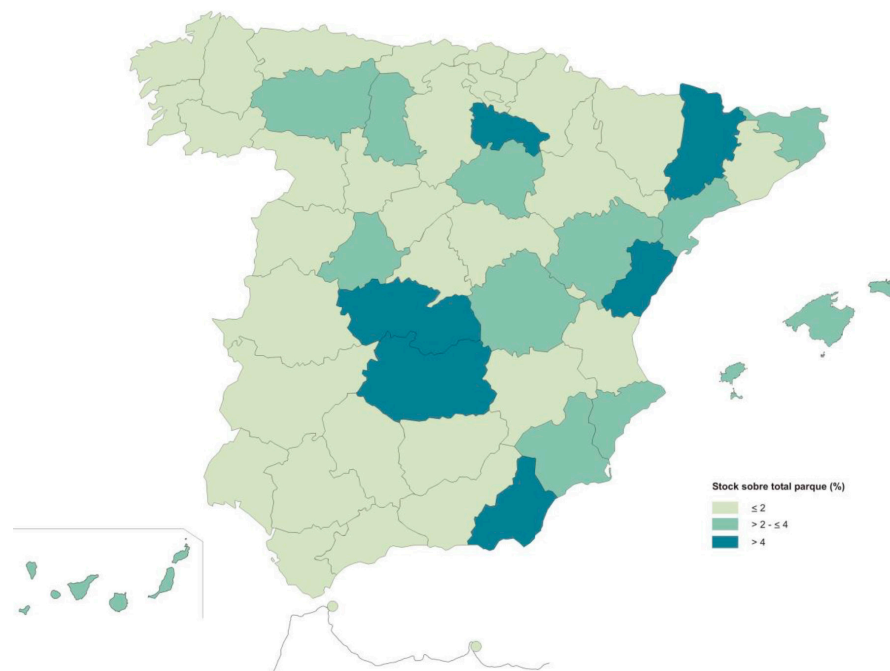 Stock sobre total parque (%)
≤ 2
> 2 - ≤ 4
> 4